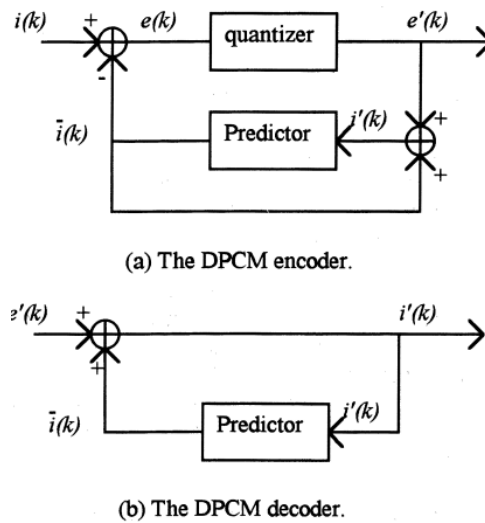 i(k) + e(k) quantizer e'(k)
-
+
ī(k) Predictor i'(k)
+
(a) The DPCM encoder.
e'(k) + i'(k)
+
ī(k) Predictor i'(k)
(b) The DPCM decoder.